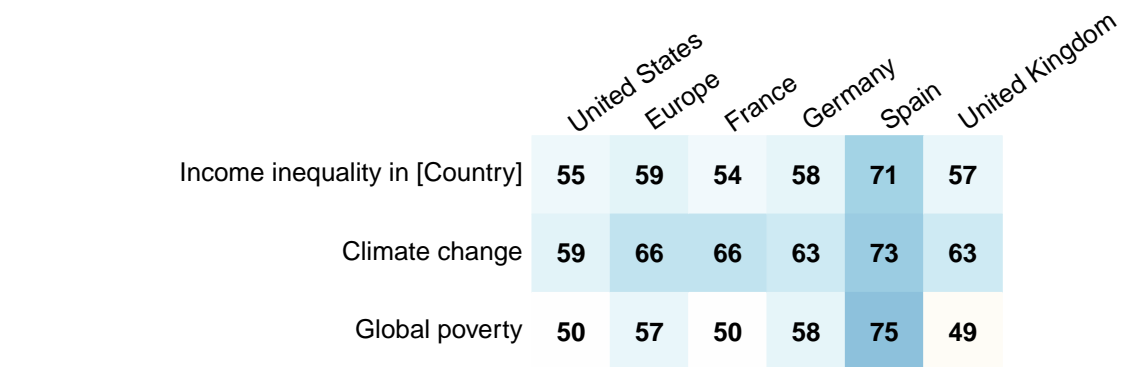 United States Europe France Germany Spain United Kingdom
Income inequality in [Country] 55 59 54 58 71 57
Climate change 59 66 66 63 73 63
Global poverty 50 57 50 58 75 49